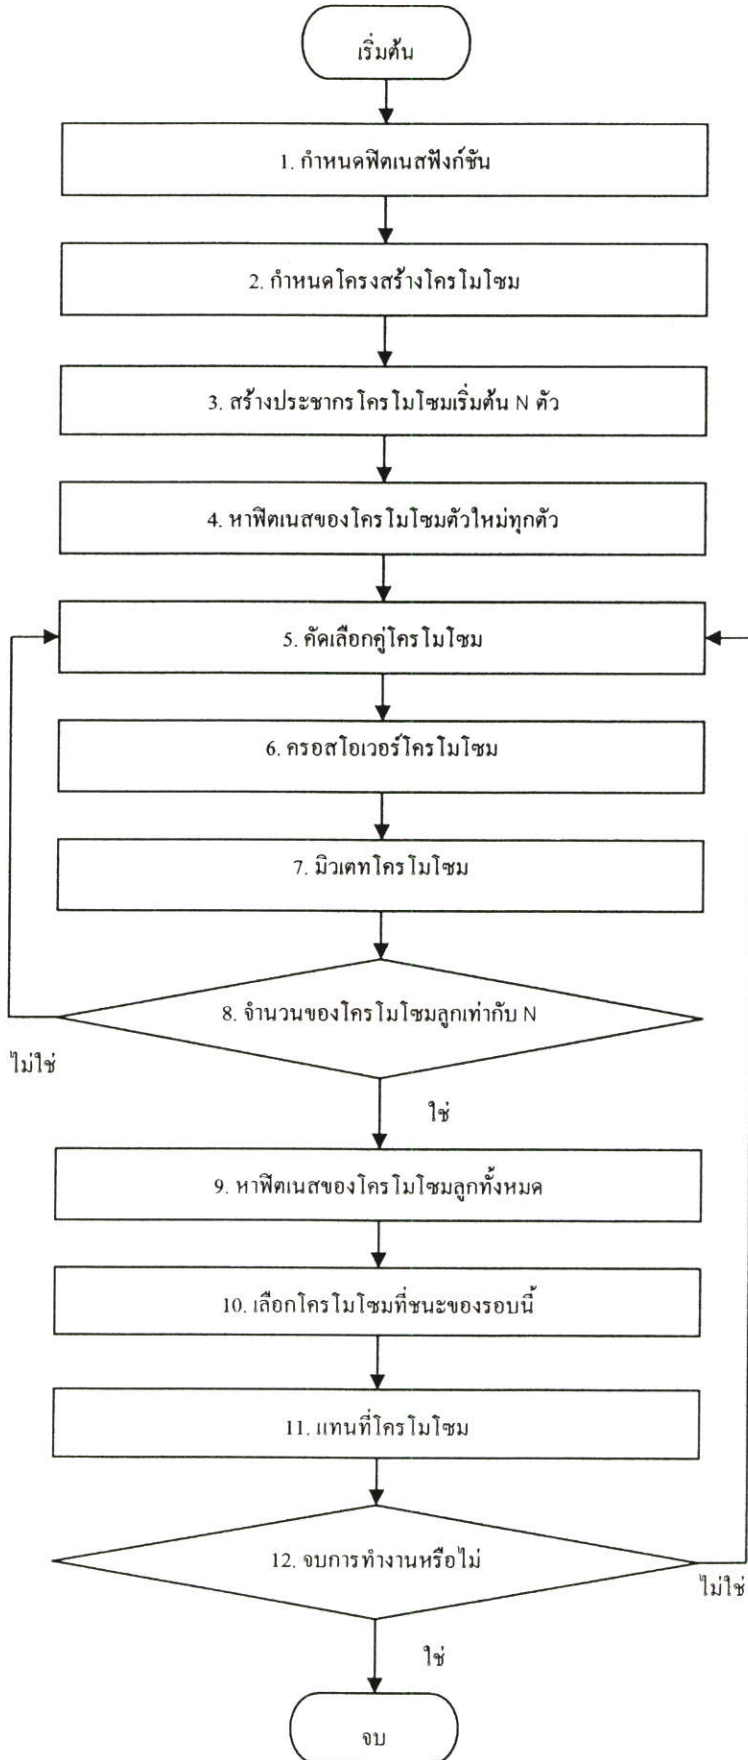 เริ่มต้น
1. กำหนดฟิตเนสฟังก์ชัน
2. กำหนดโครงสร้างโครโมโซม
3. สร้างประชากรโครโมโซมเริ่มต้น N ตัว
4. หาฟิตเนสของโครโมโซมตัวใหม่ทุกตัว
5. คัดเลือกคู่โครโมโซม
6. ครอสโอเวอร์โครโมโซม
7. มิวเตทโครโมโซม
8. จำนวนของโครโมโซมลูกเท่ากับ N
ไม่ใช่
ใช่
9. หาฟิตเนสของโครโมโซมลูกทั้งหมด
10. เลือกโครโมโซมที่ชนะของรอบนี้
11. แทนที่โครโมโซม
12. จบการทำงานหรือไม่
ไม่ใช่
ใช่
จบ